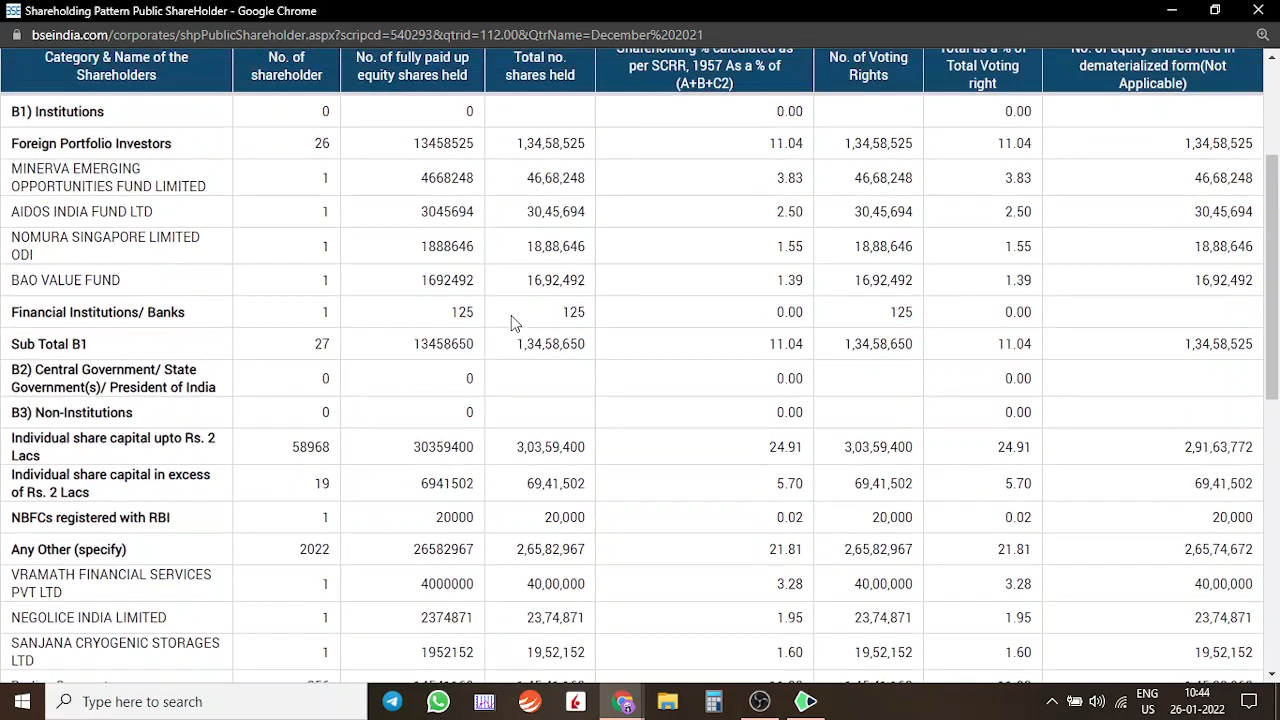 Shareholding Pattern Public ShareHolder - Google Chrome
bseindia.com/corporates/shpPublicShareholder.aspx?scripcd=540293&qtrid=112.00&QtrName=December%202021
Category & Name of the Shareholders No. of shareholder No. of fully paid up equity shares held Total no. shares held Shareholding % calculated as per SCRR, 1957 As a % of (A+B+C2) No. of Voting Rights Total as a % of Total Voting right No. of equity shares held in dematerialized form(Not Applicable)
B1) Institutions 0 0 0.00 0.00
Foreign Portfolio Investors 26 13458525 1,34,58,525 11.04 1,34,58,525 11.04 1,34,58,525
MINERVA EMERGING
OPPORTUNITIES FUND LIMITED 1 4668248 46,68,248 3.83 46,68,248 3.83 46,68,248
AIDOS INDIA FUND LTD 1 3045694 30,45,694 2.50 30,45,694 2.50 30,45,694
NOMURA SINGAPORE LIMITED
ODI 1 1888646 18,88,646 1.55 18,88,646 1.55 18,88,646
BAO VALUE FUND 1 1692492 16,92,492 1.39 16,92,492 1.39 16,92,492
Financial Institutions/ Banks 1 125 125 0.00 125 0.00
Sub Total B1 27 13458650 1,34,58,650 11.04 1,34,58,650 11.04 1,34,58,525
B2) Central Government/ State
Government(s)/ President of India 0 0 0.00 0.00
B3) Non-Institutions 0 0 0.00 0.00
Individual share capital upto Rs. 2
Lacs 58968 30359400 3,03,59,400 24.91 3,03,59,400 24.91 2,91,63,772
Individual share capital in excess
of Rs. 2 Lacs 19 6941502 69,41,502 5.70 69,41,502 5.70 69,41,502
NBFCs registered with RBI 1 20000 20,000 0.02 20,000 0.02 20,000
Any Other (specify) 2022 26582967 2,65,82,967 21.81 2,65,82,967 21.81 2,65,74,672
VRAMATH FINANCIAL SERVICES
PVT LTD 1 4000000 40,00,000 3.28 40,00,000 3.28 40,00,000
NEGOLICE INDIA LIMITED 1 2374871 23,74,871 1.95 23,74,871 1.95 23,74,871
SANJANA CRYOGENIC STORAGES
LTD 1 1952152 19,52,152 1.60 19,52,152 1.60 19,52,152
Type here to search
ENG
US
10:44
26-01-2022